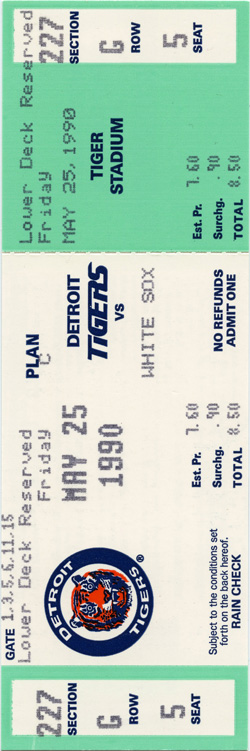 Lower Deck Reserved
Friday
MAY 25, 1990
227
SECTION
G
ROW
5
SEAT
TIGER
STADIUM
Est. Pr. 7.60
Surchg. .90
TOTAL 8.50
GATE 1,3,5,6,11,15
Lower Deck Reserved
Friday
PLAN
C
MAY 25
1990
DETROIT
TIGERS
VS
WHITE SOX
DETROIT
TIGERS
®
Est. Pr. 7.60
Surchg. .90
TOTAL 8.50
NO REFUNDS
ADMIT ONE
Subject to the conditions set
forth on the back hereof.
RAIN CHECK
227
SECTION
G
ROW
5
SEAT